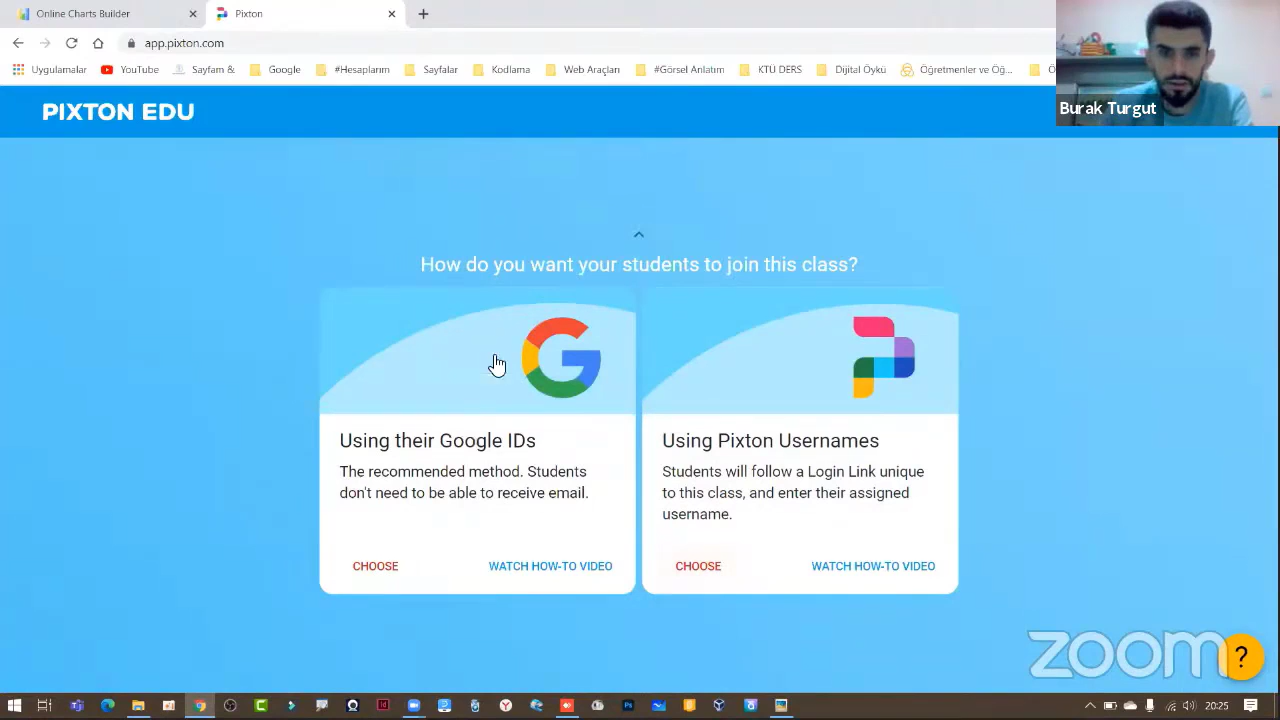 Online Charts Builder
Pixton
app.pixton.com
Uygulamalar
YouTube
Sayfam &
Google
#Hesaplarım
Sayfalar
Kodlama
Web Araçları
#Görsel Anlatım
KTÜ DERS
Dijital Öykü
Öğretmenler ve Öğ...
Burak Turgut
PIXTON EDU
How do you want your students to join this class?
Using their Google IDs
The recommended method. Students
don't need to be able to receive email.
CHOOSE
WATCH HOW-TO VIDEO
Using Pixton Usernames
Students will follow a Login Link unique
to this class, and enter their assigned
username.
CHOOSE
WATCH HOW-TO VIDEO
zoom
?
20:25